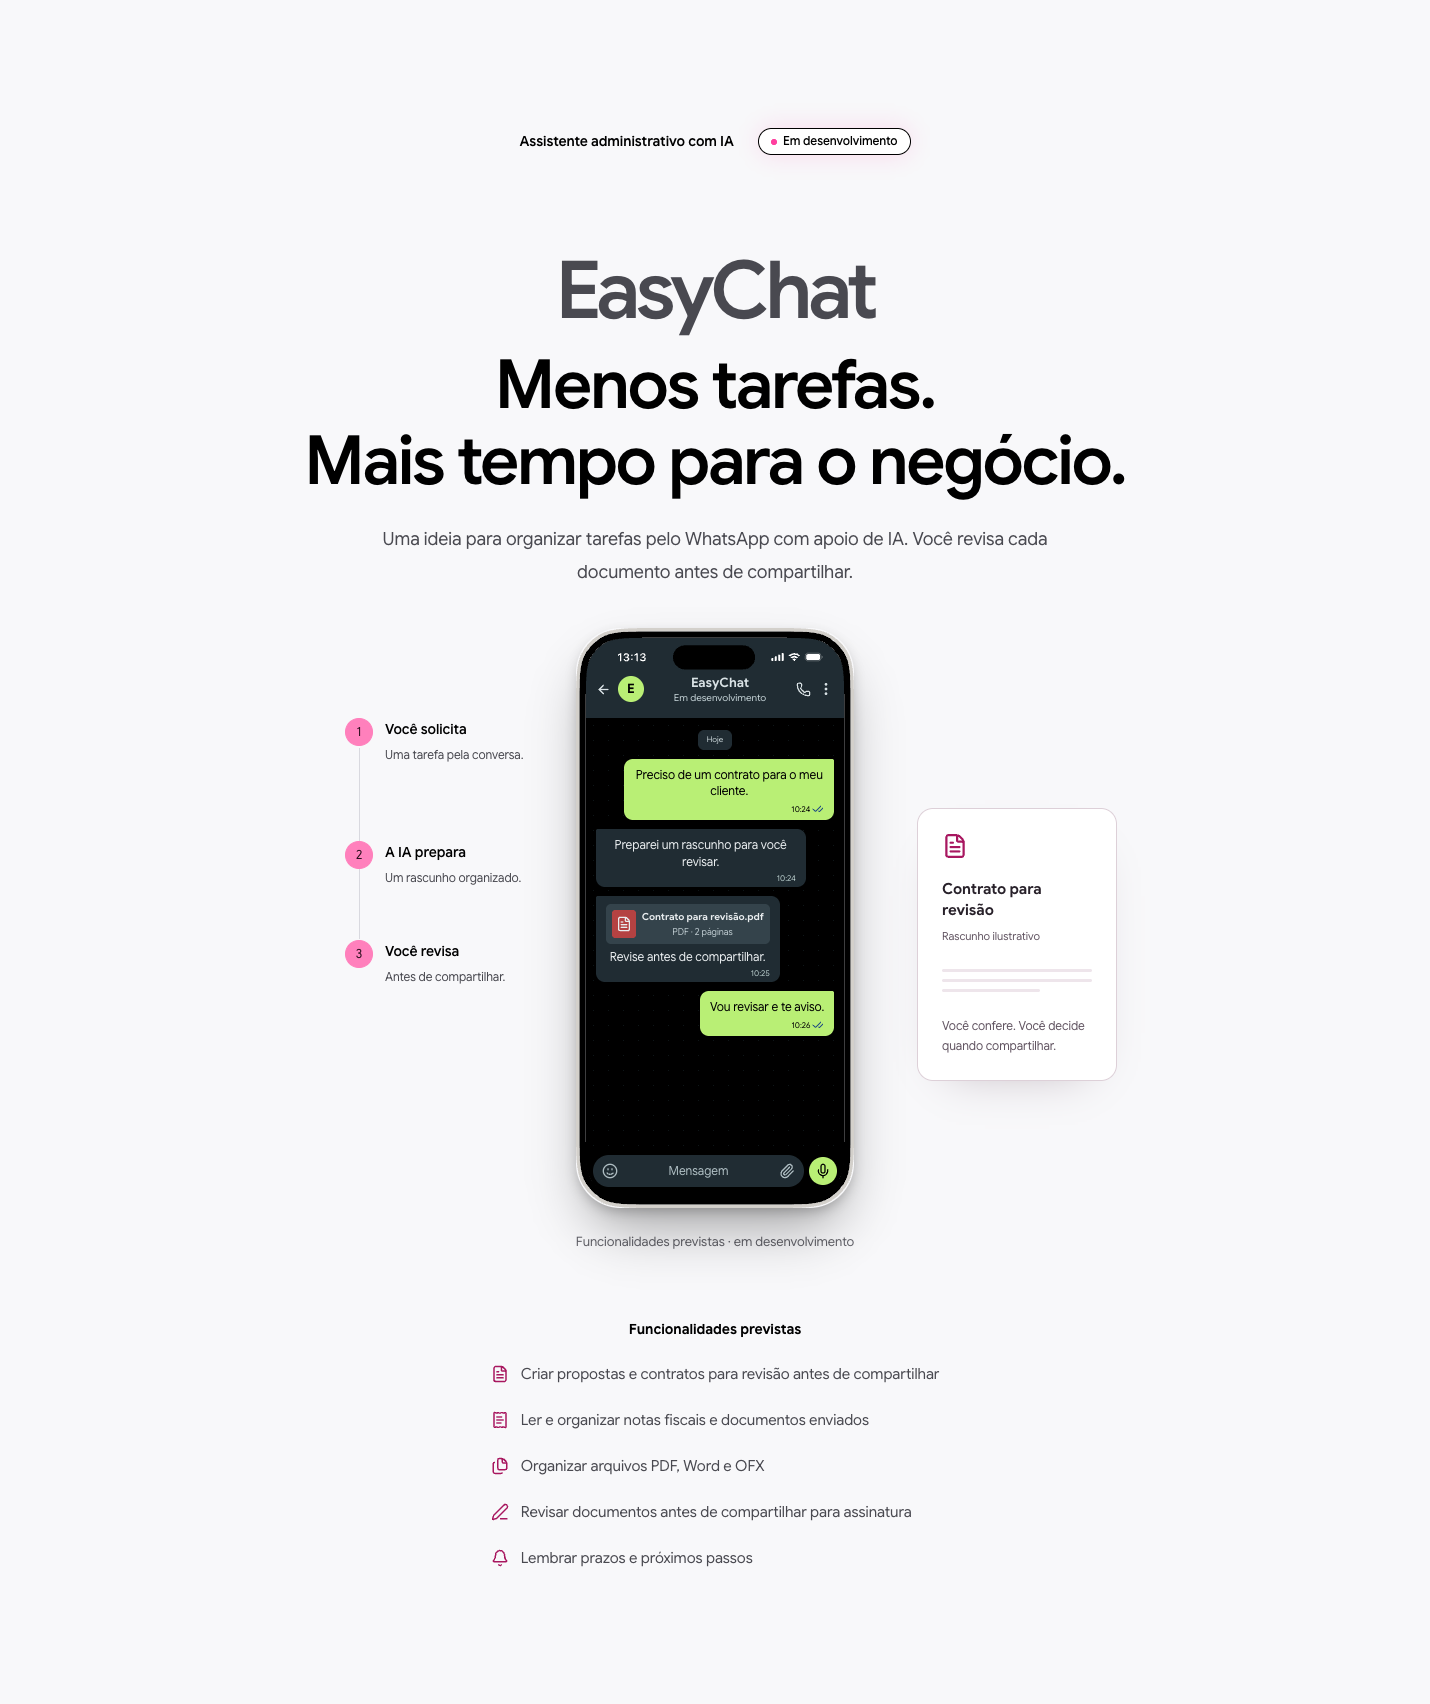 Assistente administrativo com IA
Em desenvolvimento
EasyChat
Menos tarefas.
Mais tempo para o negócio.
Uma ideia para organizar tarefas pelo WhatsApp com apoio de IA. Você revisa cada
documento antes de compartilhar.
1
Você solicita
Uma tarefa pela conversa.
2
A IA prepara
Um rascunho organizado.
3
Você revisa
Antes de compartilhar.
13:13
E
EasyChat
Em desenvolvimento
Hoje
Preciso de um contrato para o meu
cliente.
10:24
Preparei um rascunho para você
revisar.
10:24
Contrato para revisão.pdf
PDF · 2 páginas
Revise antes de compartilhar.
10:25
Vou revisar e te aviso.
10:26
Mensagem
Contrato para
revisão
Rascunho ilustrativo
Você confere. Você decide
quando compartilhar.
Funcionalidades previstas · em desenvolvimento
Funcionalidades previstas
Criar propostas e contratos para revisão antes de compartilhar
Ler e organizar notas fiscais e documentos enviados
Organizar arquivos PDF, Word e OFX
Revisar documentos antes de compartilhar para assinatura
Lembrar prazos e próximos passos